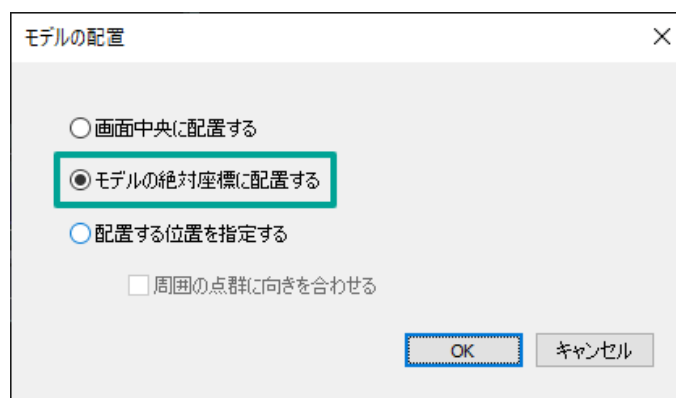 モデルの配置
画面中央に配置する
モデルの絶対座標に配置する
配置する位置を指定する
周囲の点群に向きを合わせる
OK キャンセル